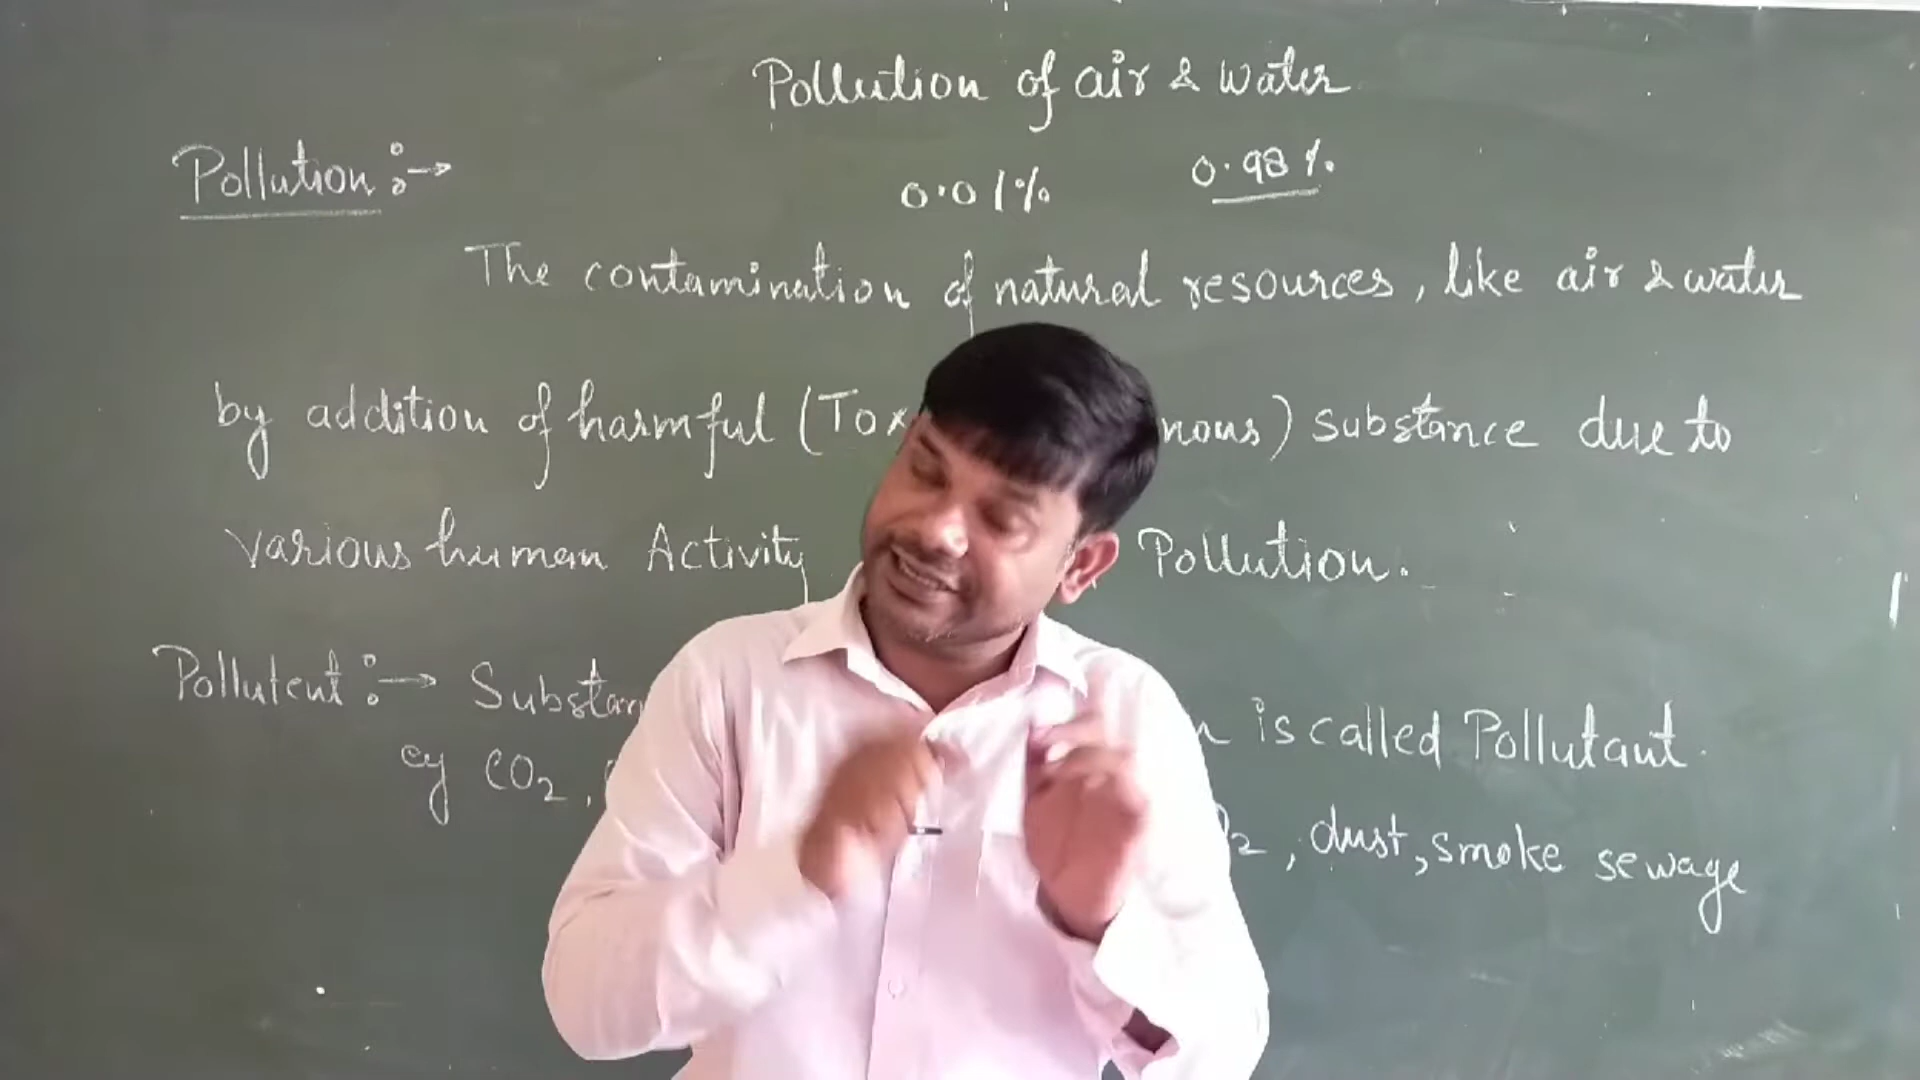 Pollution of air & water
Pollution :→
0.01% 0.98%
The contamination of natural resources, like air & water
by addition of harmful (Tox nous) substance due to
various human Activity Pollution.
Pollutent :→ Substan is called Pollutant.
eg CO2, 2, dust, smoke sewage